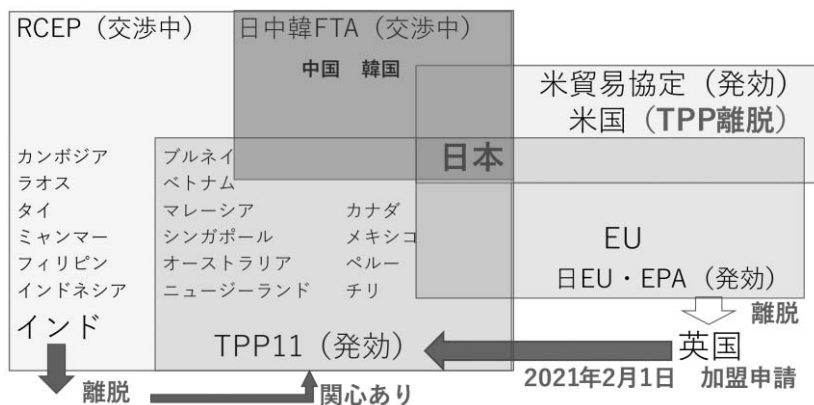 RCEP（交渉中）
日中韓FTA（交渉中）
中国　韓国
米貿易協定（発効）
米国（TPP離脱）
日本
カンボジア
ラオス
タイ
ミャンマー
フィリピン
インドネシア
インド
ブルネイ
ベトナム
マレーシア
シンガポール
オーストラリア
ニュージーランド
カナダ
メキシコ
ペルー
チリ
EU
日EU・EPA（発効）
離脱
TPP11（発効）
英国
2021年2月1日　加盟申請
離脱
関心あり